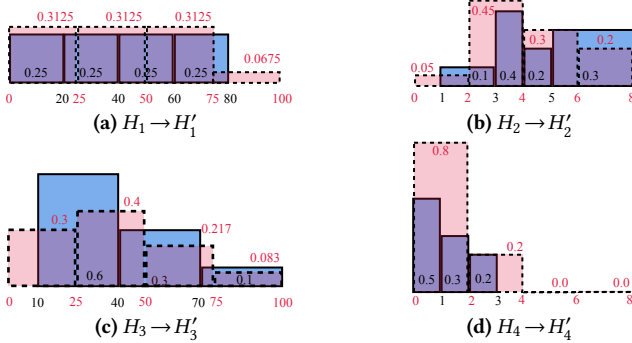 0.3125 0.3125 0.3125
0.0675
0.25 0.25 0.25 0.25
0 20 25 40 50 60 75 80 100
(a) H₁ → H′₁
0.45
0.3 0.2
0.05
0.1 0.4 0.2 0.3
0 1 2 3 4 5 6 8
(b) H₂ → H′₂
0.4
0.3 0.217
0.083
0.6 0.3 0.1
0 10 25 40 50 70 75 100
(c) H₃ → H′₃
0.8
0.2
0.5 0.3 0.2 0.0 0.0
0 1 2 3 4 6 8
(d) H₄ → H′₄